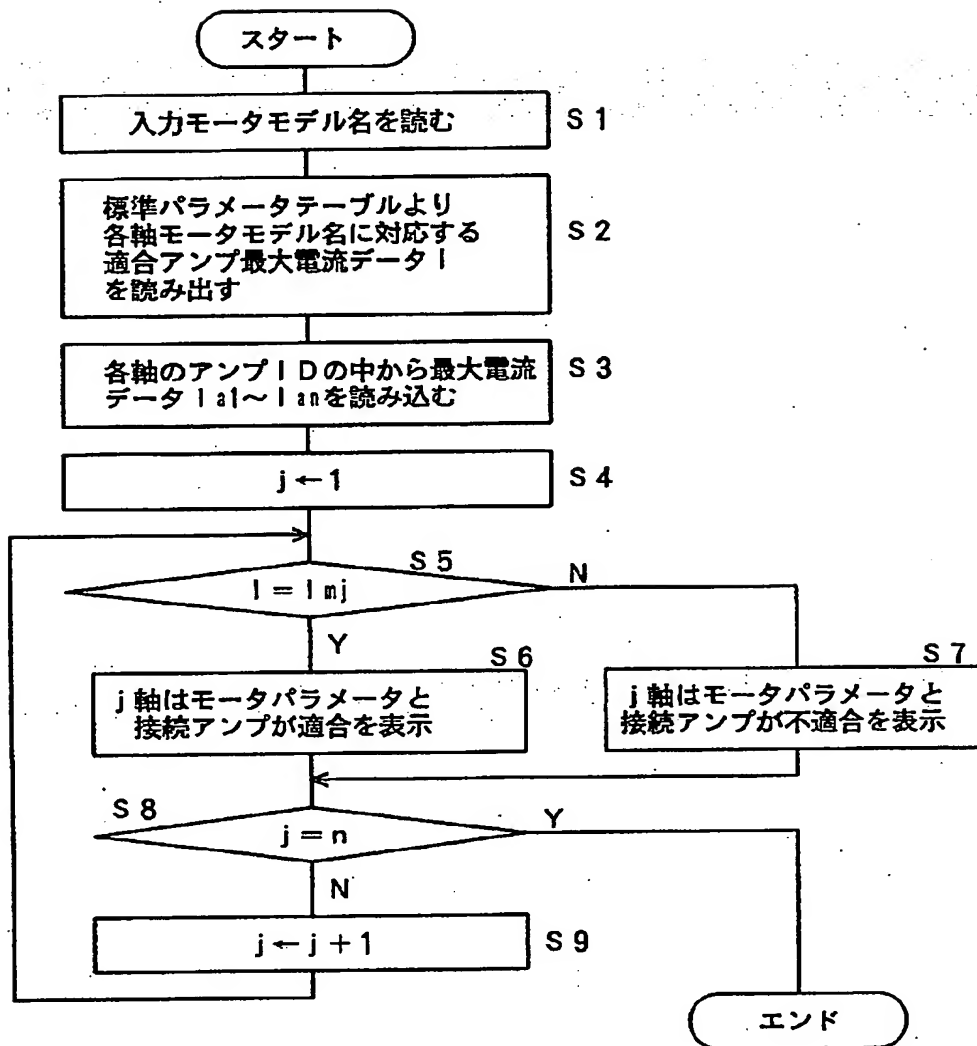 スタート
入力モータモデル名を読む
S1
標準パラメータテーブルより
各軸モータモデル名に対応する
適合アンプ最大電流データI
を読み出す
S2
各軸のアンプIDの中から最大電流
データIa1～Ianを読み込む
S3
j←1
S4
S5
I=Imj
N
Y
S6
j軸はモータパラメータと
接続アンプが適合を表示
S7
j軸はモータパラメータと
接続アンプが不適合を表示
S8
j=n
Y
N
j←j+1
S9
エンド